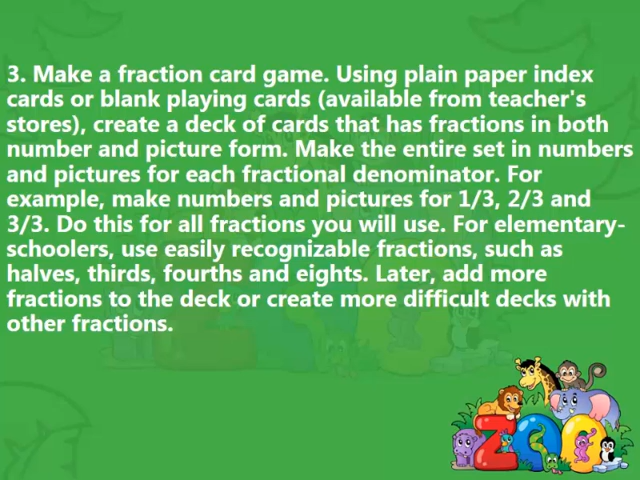 3. Make a fraction card game. Using plain paper index
cards or blank playing cards (available from teacher's
stores), create a deck of cards that has fractions in both
number and picture form. Make the entire set in numbers
and pictures for each fractional denominator. For
example, make numbers and pictures for 1/3, 2/3 and
3/3. Do this for all fractions you will use. For elementary-
schoolers, use easily recognizable fractions, such as
halves, thirds, fourths and eights. Later, add more
fractions to the deck or create more difficult decks with
other fractions.
ZOO